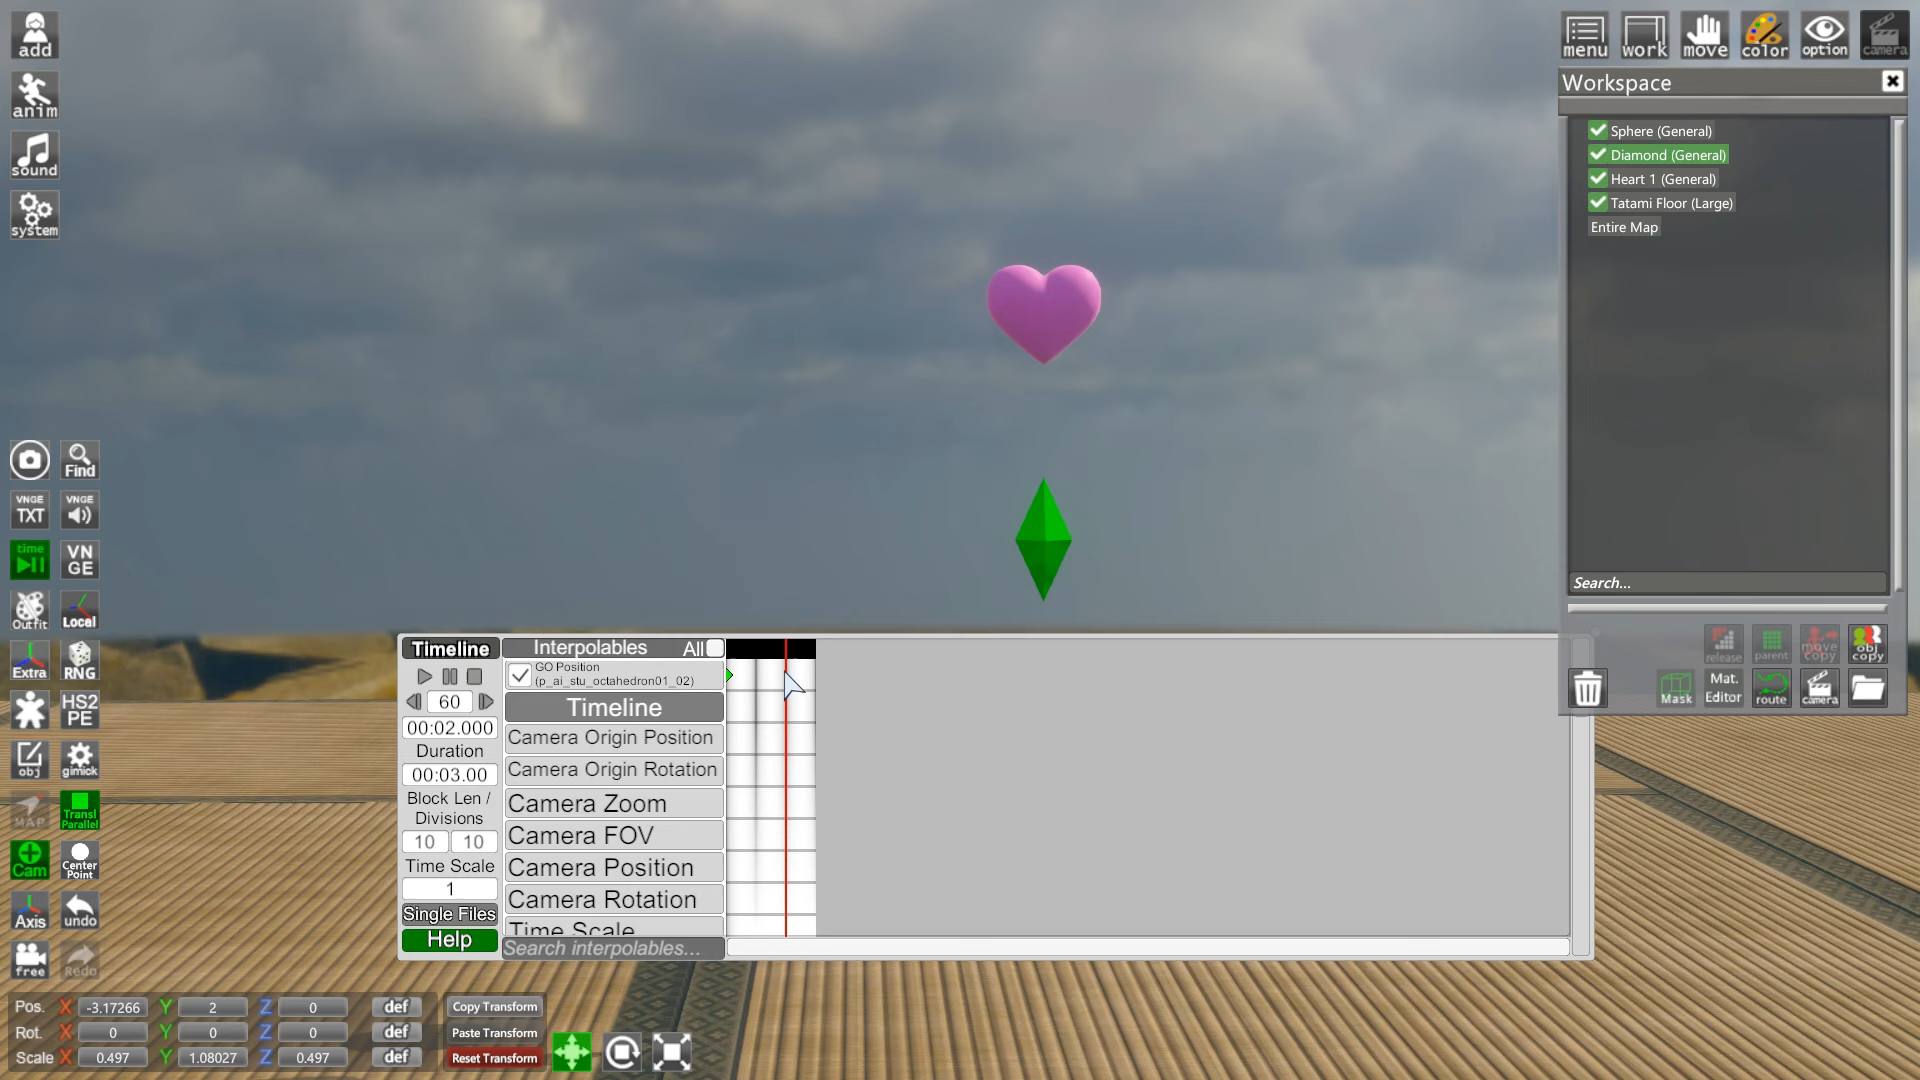 add
anim
sound
system
menu
work
move
color
option
camera
Workspace
Sphere (General)
Diamond (General)
Heart 1 (General)
Tatami Floor (Large)
Entire Map
Search...
release
parent
move copy
obj copy
Mask
Mat. Editor
route
camera
Find
VNGE TXT
VNGE
time
VN GE
Outfit
Local
Extra
RNG
HS2 PE
obj
gimick
MAP
Transl Parallel
Cam
Center Point
Axis
undo
free
Redo
Timeline
60
00:02.000
Duration
00:03.00
Block Len /
Divisions
10 10
Time Scale
1
Single Files
Help
Interpolables All
GO Position
(p_ai_stu_octahedron01_02)
Timeline
Camera Origin Position
Camera Origin Rotation
Camera Zoom
Camera FOV
Camera Position
Camera Rotation
Time Scale
Search interpolables...
Pos. X -3.17266 Y 2 Z 0 def
Rot. X 0 Y 0 Z 0 def
Scale X 0.497 Y 1.08027 Z 0.497 def
Copy Transform
Paste Transform
Reset Transform